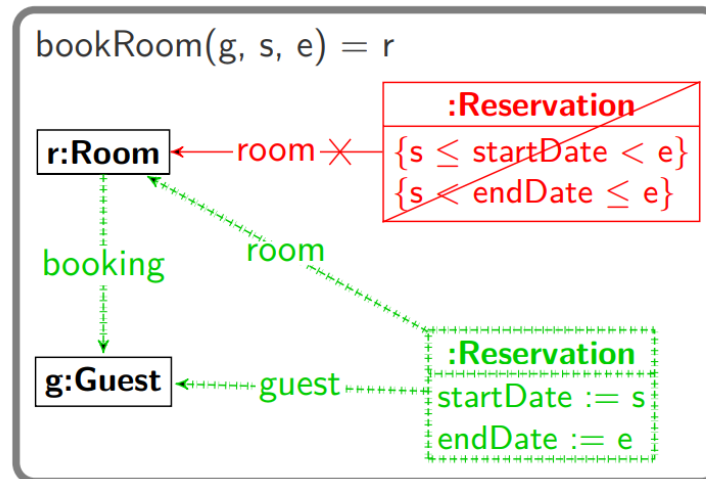 bookRoom(g, s, e) = r
:Reservation
r:Room
room
{s ≤ startDate < e}
{s < endDate ≤ e}
booking
room
:Reservation
g:Guest
guest
startDate := s
endDate := e